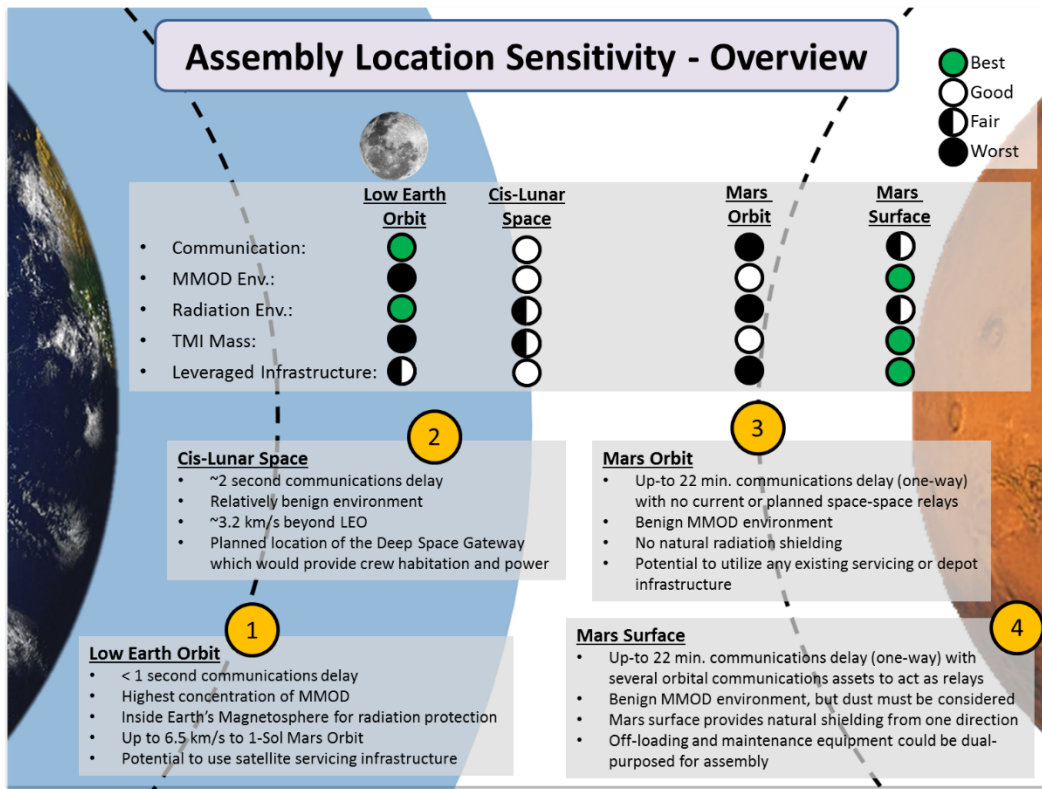 Assembly Location Sensitivity - Overview
Best
Good
Fair
Worst
Low Earth
Orbit
Cis-Lunar
Space
Mars
Orbit
Mars
Surface
• Communication:
• MMOD Env.:
• Radiation Env.:
• TMI Mass:
• Leveraged Infrastructure:
2
Cis-Lunar Space
• ~2 second communications delay
• Relatively benign environment
• ~3.2 km/s beyond LEO
• Planned location of the Deep Space Gateway
which would provide crew habitation and power
3
Mars Orbit
• Up-to 22 min. communications delay (one-way)
with no current or planned space-space relays
• Benign MMOD environment
• No natural radiation shielding
• Potential to utilize any existing servicing or depot
infrastructure
1
Low Earth Orbit
• < 1 second communications delay
• Highest concentration of MMOD
• Inside Earth's Magnetosphere for radiation protection
• Up to 6.5 km/s to 1-Sol Mars Orbit
• Potential to use satellite servicing infrastructure
4
Mars Surface
• Up-to 22 min. communications delay (one-way) with
several orbital communications assets to act as relays
• Benign MMOD environment, but dust must be considered
• Mars surface provides natural shielding from one direction
• Off-loading and maintenance equipment could be dual-
purposed for assembly